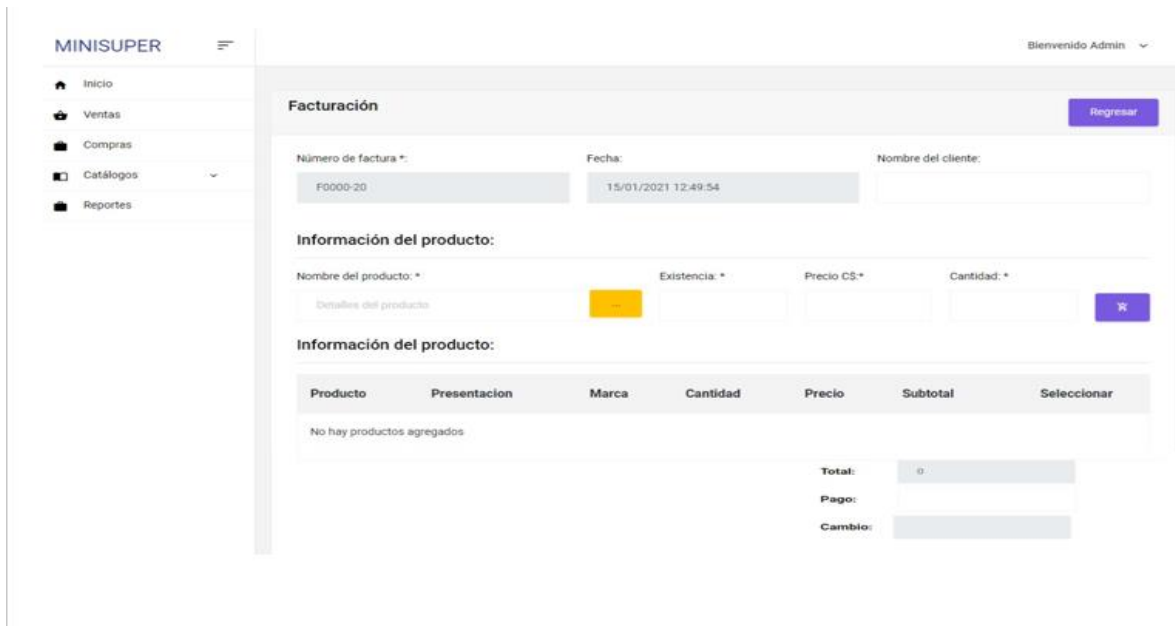 MINISUPER
Bienvenido Admin
Inicio
Ventas
Compras
Catálogos
Reportes
Facturación
Regresar
Número de factura *:
Fecha:
Nombre del cliente:
F0000-20
15/01/2021 12:49:54
Información del producto:
Nombre del producto: *
Existencia: *
Precio C$:*
Cantidad: *
Detalles del producto
...
Información del producto:
Producto Presentacion Marca Cantidad Precio Subtotal Seleccionar
No hay productos agregados
Total: 0
Pago:
Cambio: